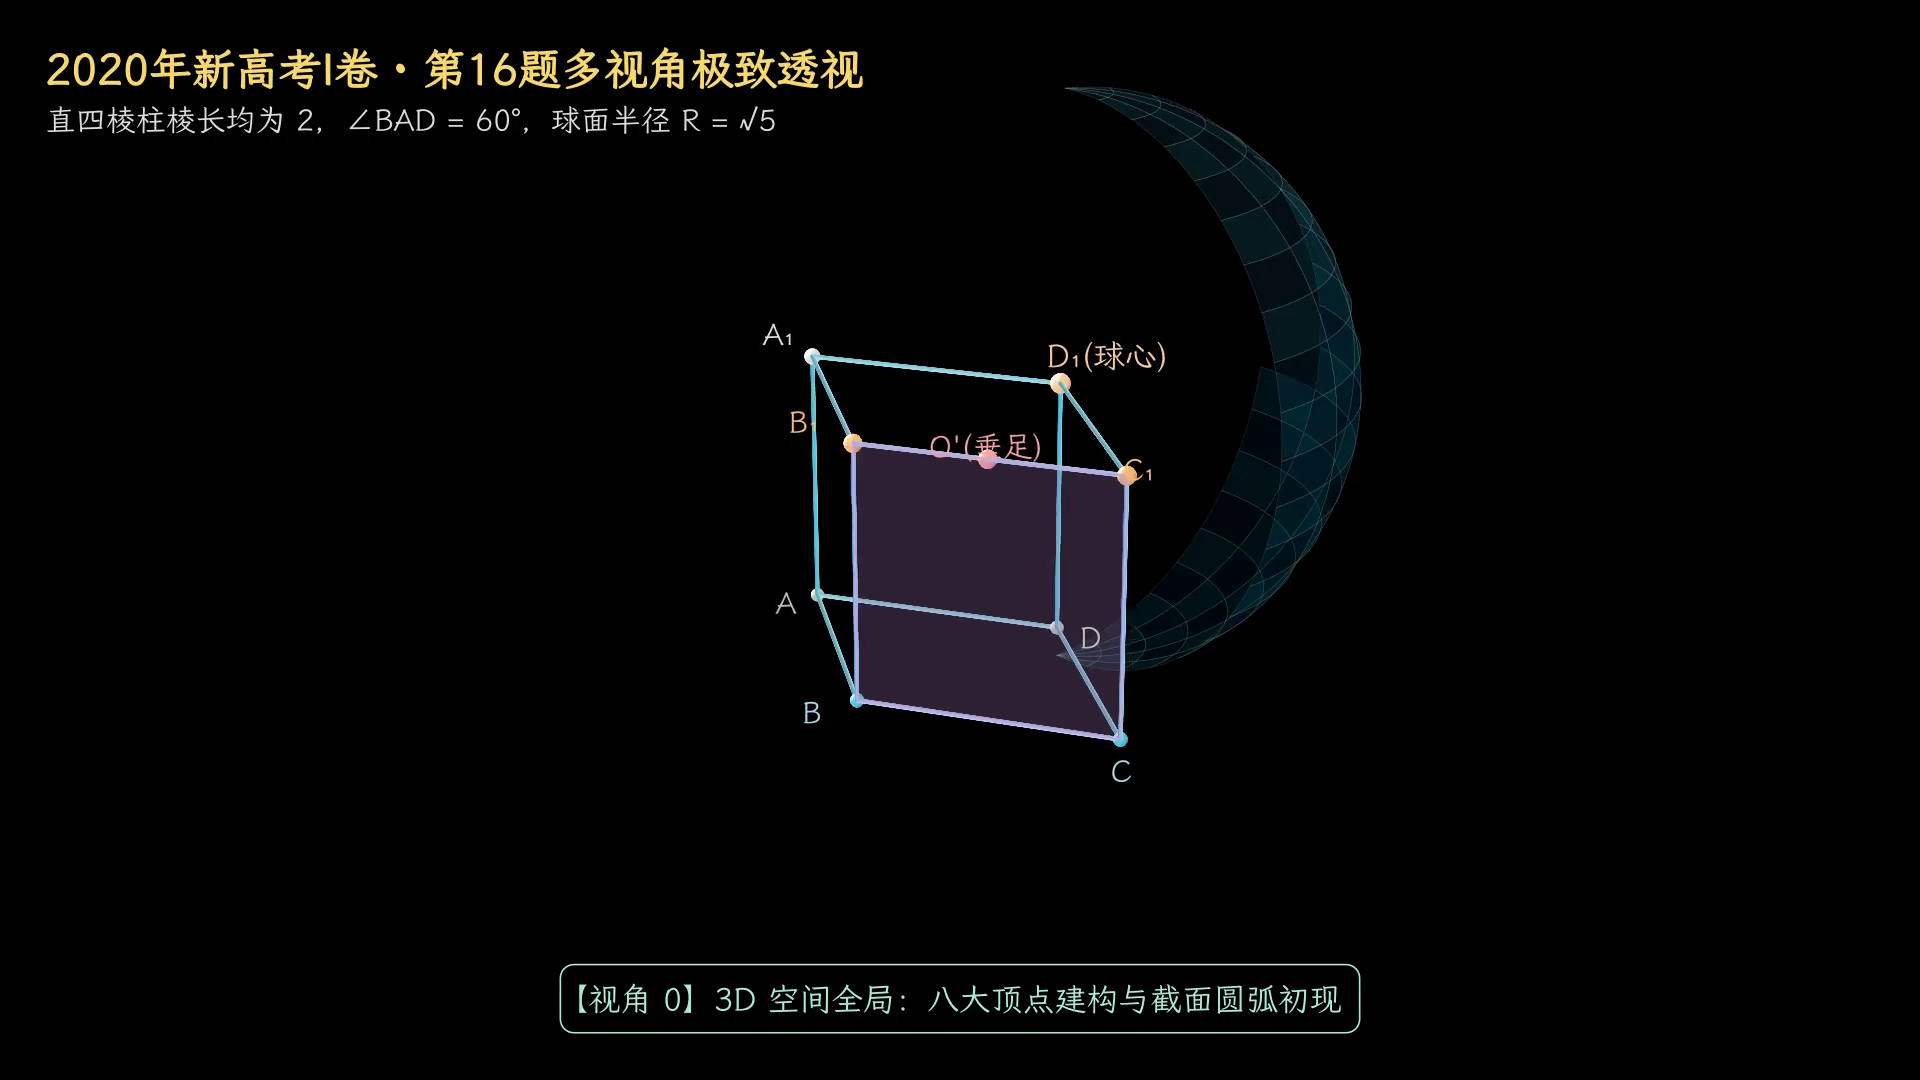 2020年新高考I卷·第16题多视角极致透视
直四棱柱棱长均为 2，∠BAD = 60°，球面半径 R = √5
A₁
D₁(球心)
B₁
O'(垂足)
C₁
A
D
B
C
【视角 0】3D 空间全局：八大顶点建构与截面圆弧初现